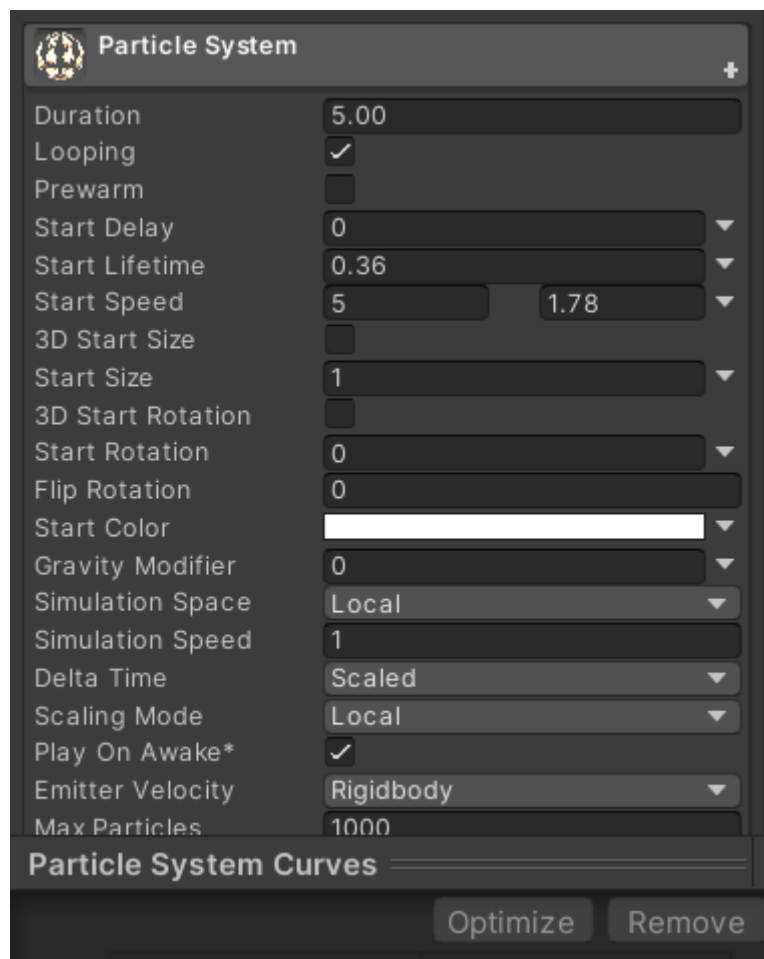 Particle System
Duration 5.00
Looping
Prewarm
Start Delay 0
Start Lifetime 0.36
Start Speed 5 1.78
3D Start Size
Start Size 1
3D Start Rotation
Start Rotation 0
Flip Rotation 0
Start Color
Gravity Modifier 0
Simulation Space Local
Simulation Speed 1
Delta Time Scaled
Scaling Mode Local
Play On Awake*
Emitter Velocity Rigidbody
Max Particles 1000
Particle System Curves
Optimize Remove